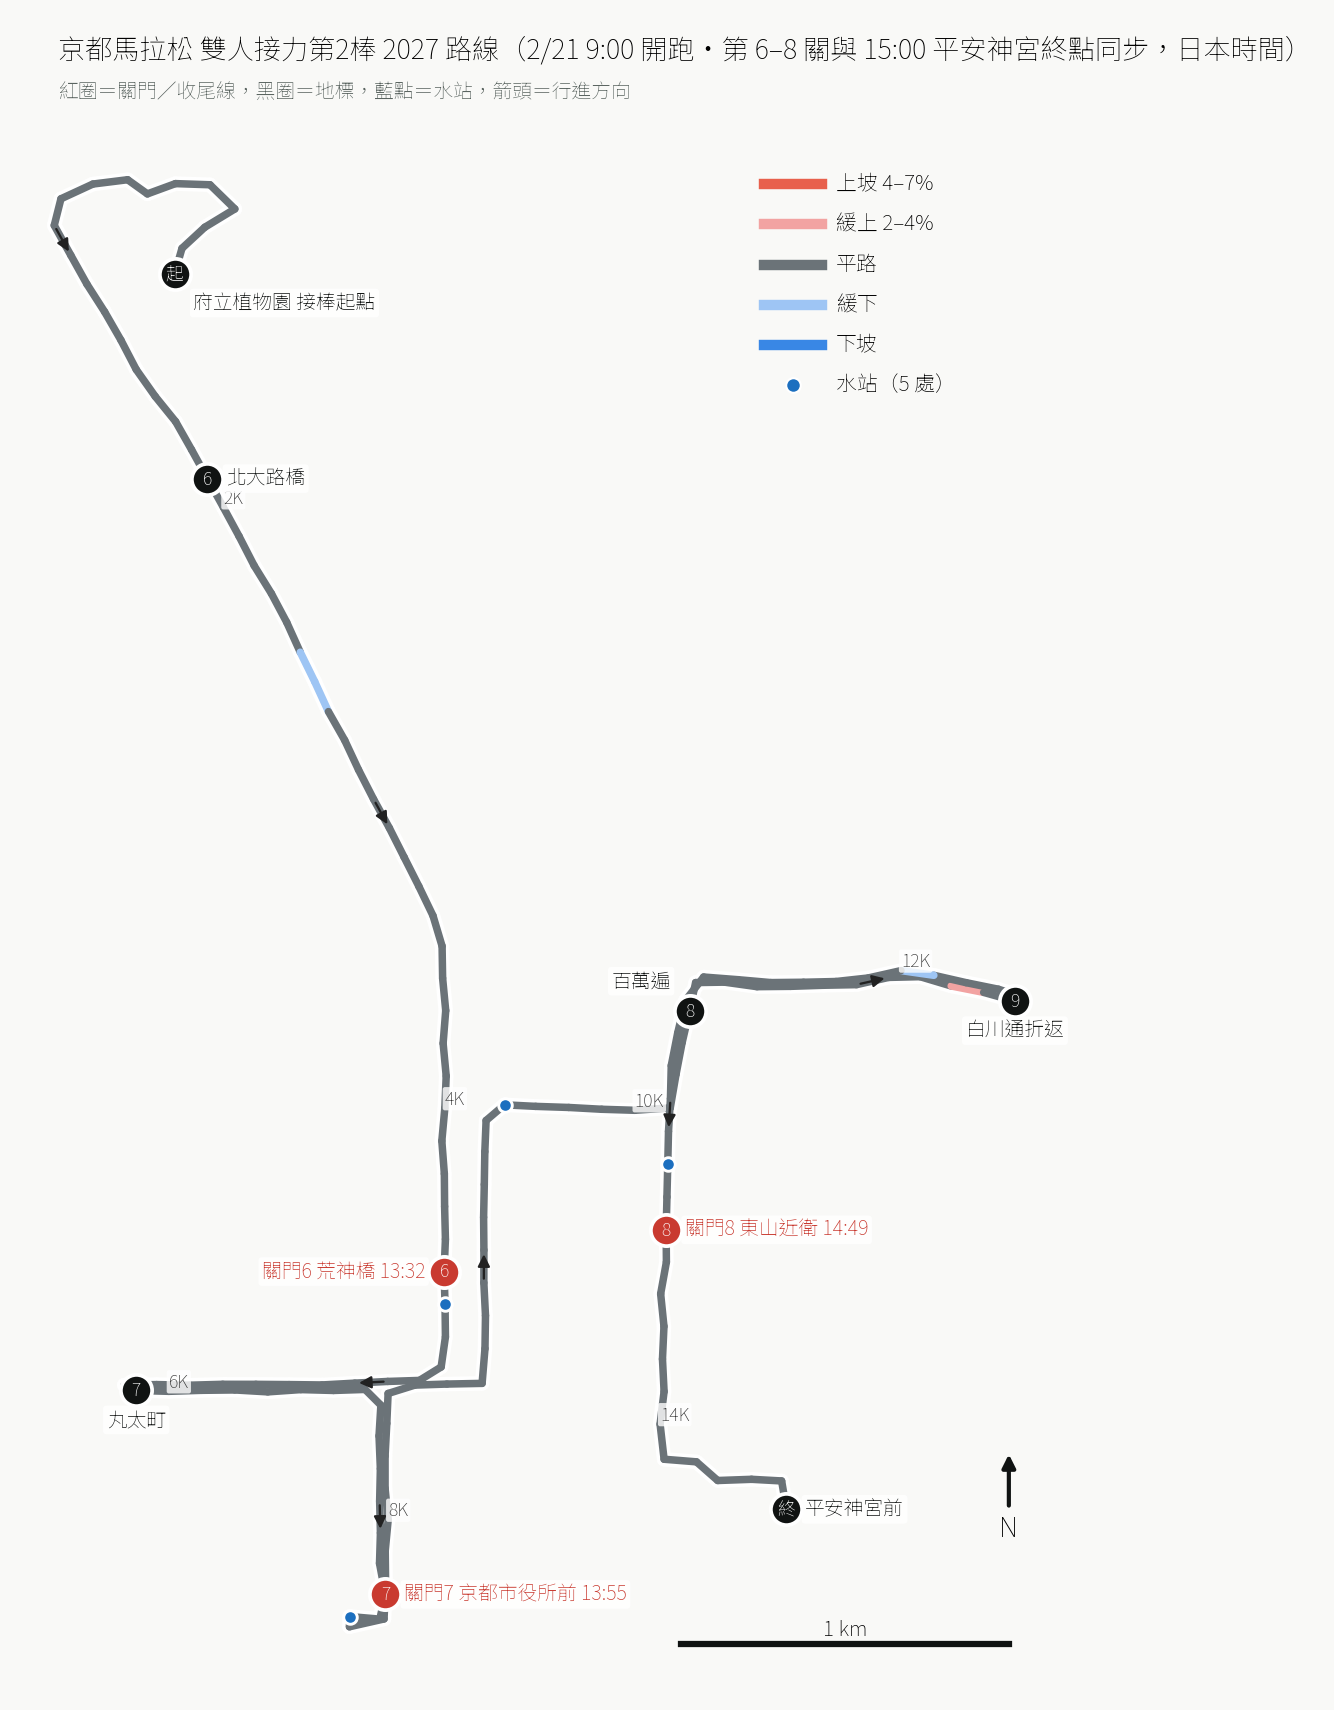 京都馬拉松 雙人接力第2棒 2027 路線（2/21 9:00 開跑・第 6–8 關與 15:00 平安神宮終點同步，日本時間）
紅圈＝關門／收尾線，黑圈＝地標，藍點＝水站，箭頭＝行進方向
上坡 4–7%
緩上 2–4%
平路
緩下
下坡
水站（5 處）
起
府立植物園 接棒起點
6 北大路橋
2K
12K
百萬遍
8
9
白川通折返
4K
10K
8 關門8 東山近衛 14:49
關門6 荒神橋 13:32 6
7
6K
丸太町
14K
終 平安神宮前
8K
N
7 關門7 京都市役所前 13:55
1 km